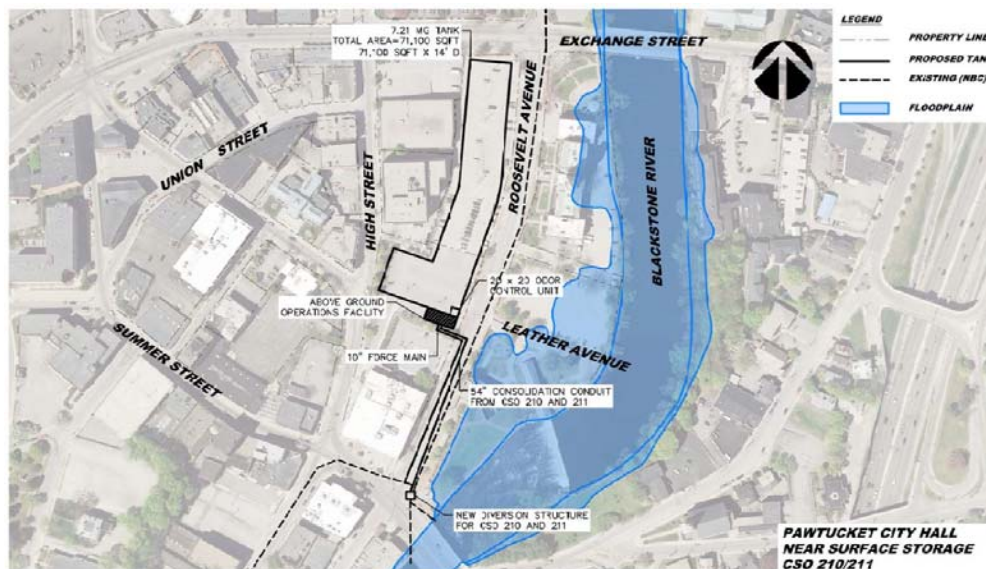 7.21 MG TANK
TOTAL AREA=71,100 SQFT
71,100 SQFT X 14' D
EXCHANGE STREET
LEGEND
PROPERTY LINE
PROPOSED TANK
EXISTING (NBC)
FLOODPLAIN
UNION STREET
HIGH STREET
ROOSEVELT AVENUE
BLACKSTONE RIVER
20 x 20 ODOR
CONTROL UNIT
ABOVE GROUND
OPERATIONS FACILITY
LEATHER AVENUE
SUMMER STREET
10" FORCE MAIN
54" CONSOLIDATION CONDUIT
FROM CSO 210 AND 211
NEW DIVERSION STRUCTURE
FOR CSO 210 AND 211
PAWTUCKET CITY HALL
NEAR SURFACE STORAGE
CSO 210/211